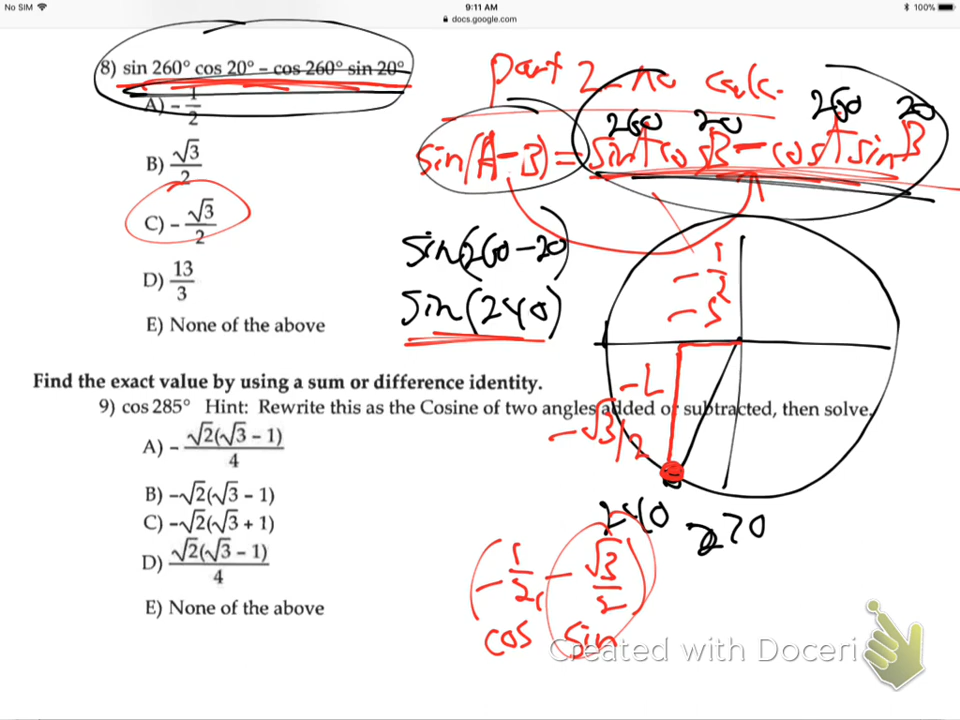 No SIM 9:11 AM 100%
docs.google.com
8) sin 260° cos 20° - cos 260° sin 20°
part 2 no calc.
A) - 1/2
260 20 260 20
sin(A-B) = sinA cosB - cosA sinB
B) √3/2
C) - √3/2
sin(260-20)
- 1/2
D) 13/3
sin(240)
- S
E) None of the above
Find the exact value by using a sum or difference identity.
- L
9) cos 285° Hint: Rewrite this as the Cosine of two angles added or subtracted, then solve.
- √3/2
A) - √2(√3 - 1)/4
B) -√2(√3 - 1)
C) -√2(√3 + 1)
240 270
D) √2(√3 - 1)/4
(- 1/2, - √3/2)
E) None of the above
cos sin
Created with Doceri